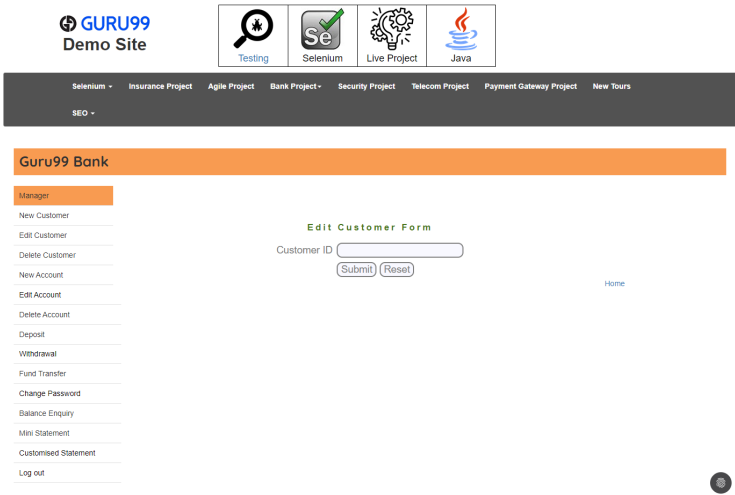 GURU99
Demo Site
Testing
Selenium
Live Project
Java
Se
Selenium Insurance Project Agile Project Bank Project Security Project Telecom Project Payment Gateway Project New Tours
SEO
Guru99 Bank
Manager
New Customer
Edit Customer
Delete Customer
New Account
Edit Account
Delete Account
Deposit
Withdrawal
Fund Transfer
Change Password
Balance Enquiry
Mini Statement
Customised Statement
Log out
Edit Customer Form
Customer ID
Submit Reset
Home